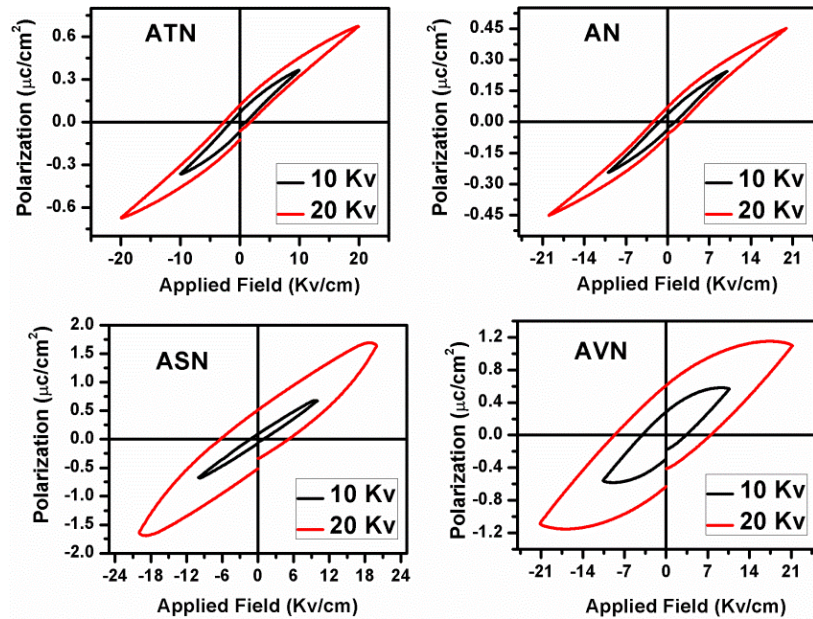 ATN
Polarization (μc/cm²)
0.6
0.3
0.0
-0.3
-0.6
10 Kv
20 Kv
-20 -10 0 10 20
Applied Field (Kv/cm)
AN
Polarization (μc/cm²)
0.45
0.30
0.15
0.00
-0.15
-0.30
-0.45
10 Kv
20 Kv
-21 -14 -7 0 7 14 21
Applied Field (Kv/cm)
ASN
Polarization (μc/cm²)
2.0
1.5
1.0
0.5
0.0
-0.5
-1.0
-1.5
-2.0
10 Kv
20 Kv
-24 -18 -12 -6 0 6 12 18 24
Applied Field (Kv/cm)
AVN
Polarization (μc/cm²)
1.2
0.8
0.4
0.0
-0.4
-0.8
-1.2
10 Kv
20 Kv
-21 -14 -7 0 7 14 21
Applied Field (Kv/cm)